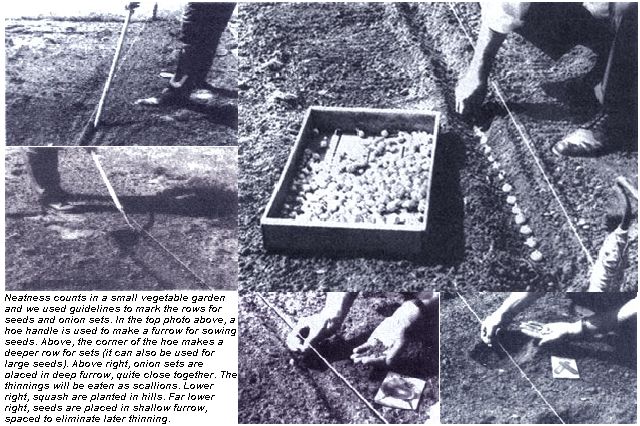 Neatness counts in a small vegetable garden
and we used guidelines to mark the rows for
seeds and onion sets. In the top photo above, a
hoe handle is used to make a furrow for sowing
seeds. Above, the corner of the hoe makes a
deeper row for sets (it can also be used for
large seeds). Above right, onion sets are
placed in deep furrow, quite close together. The
thinnings will be eaten as scallions. Lower
right, squash are planted in hills. Far lower
right, seeds are placed in shallow furrow,
spaced to eliminate later thinning.